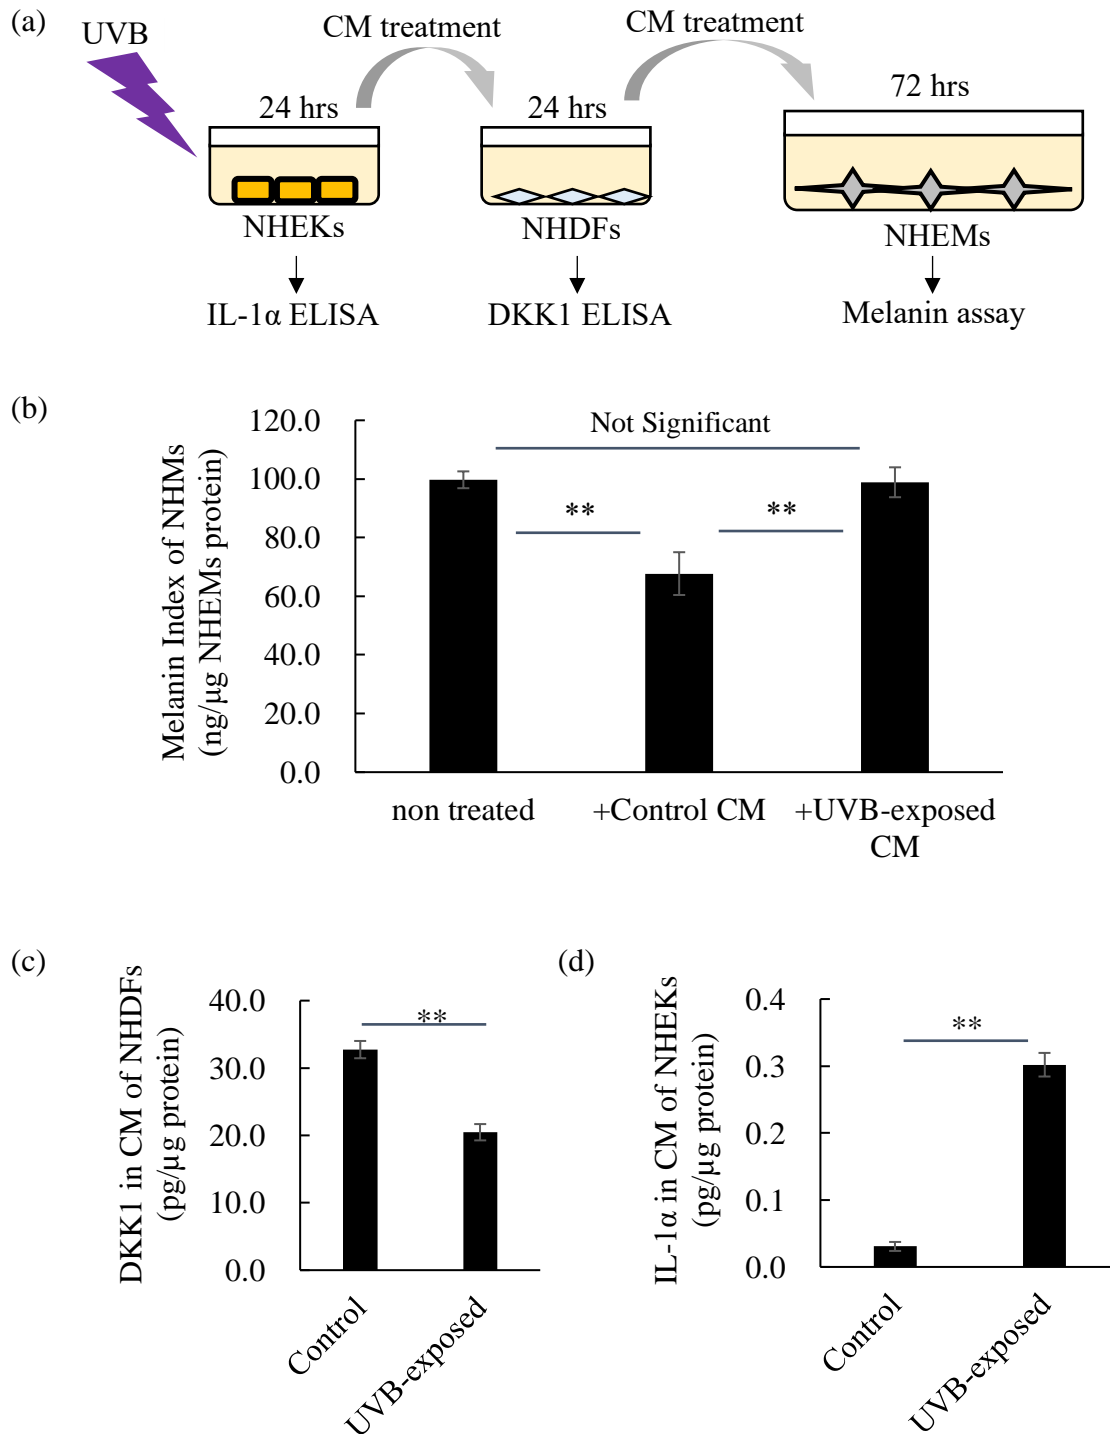 (a)
UVB
CM treatment
CM treatment
24 hrs
24 hrs
72 hrs
NHEKs
NHDFs
NHEMs
IL-1α ELISA
DKK1 ELISA
Melanin assay
(b)
Melanin Index of NHMs
(ng/μg NHEMs protein)
120.0
100.0
80.0
60.0
40.0
20.0
0.0
Not Significant
**
**
non treated
+Control CM
+UVB-exposed
CM
(c)
DKK1 in CM of NHDFs
(pg/μg protein)
40.0
30.0
20.0
10.0
0.0
**
Control
UVB-exposed
(d)
IL-1α in CM of NHEKs
(pg/μg protein)
0.4
0.3
0.2
0.1
0.0
**
Control
UVB-exposed